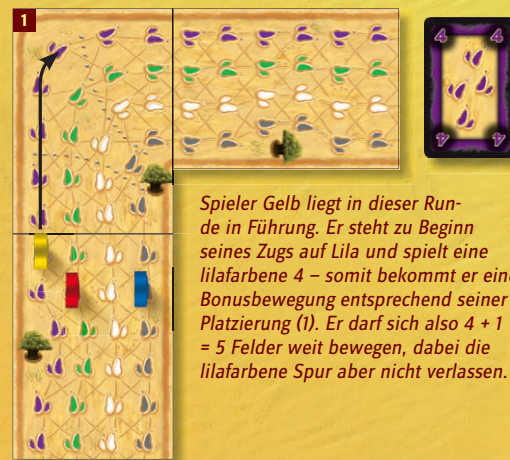 1
4 4
4 4
Spieler Gelb liegt in dieser Run-
de in Führung. Er steht zu Beginn
seines Zugs auf Lila und spielt eine
lilafarbene 4 – somit bekommt er eine
Bonusbewegung entsprechend seiner
Platzierung (1). Er darf sich also 4 + 1
= 5 Felder weit bewegen, dabei die
lilafarbene Spur aber nicht verlassen.